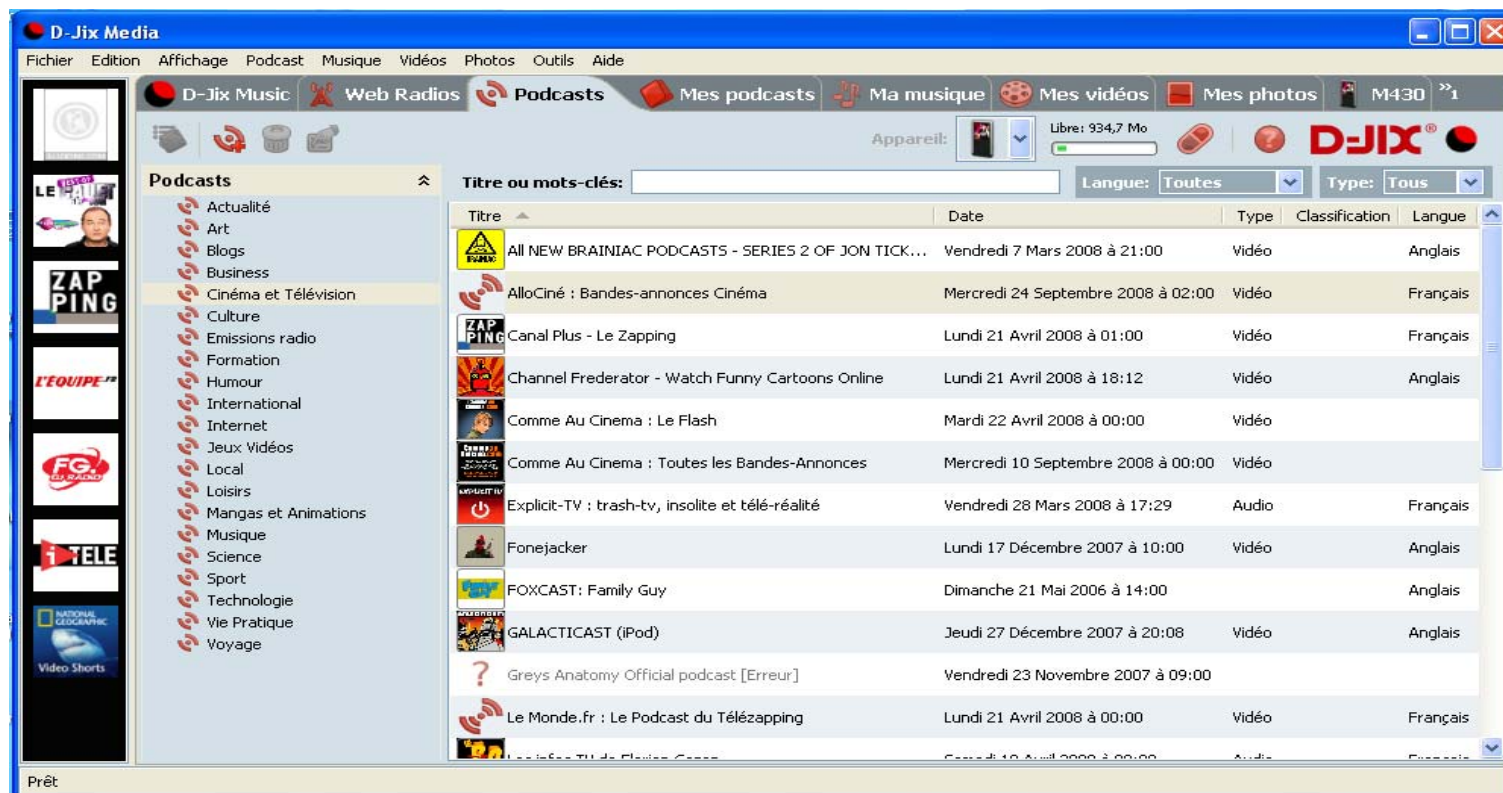 D-Jix Media
Fichier Edition Affichage Podcast Musique Vidéos Photos Outils Aide
D-Jix Music Web Radios Podcasts Mes podcasts Ma musique Mes vidéos Mes photos M430 »1
Appareil: Libre: 934,7 Mo D-JIX®
Podcasts
Titre ou mots-clés: Langue: Toutes Type: Tous
Actualité
Art
Blogs
Business
Cinéma et Télévision
Culture
Emissions radio
Formation
Humour
International
Internet
Jeux Vidéos
Local
Loisirs
Mangas et Animations
Musique
Science
Sport
Technologie
Vie Pratique
Voyage
LE BEST OF
ZAP
PING
L'ÉQUIPE.FR
FG.
DJ RADIO
i TELE
NATIONAL
GEOGRAPHIC
Video Shorts
Titre Date Type Classification Langue
All NEW BRAINIAC PODCASTS - SERIES 2 OF JON TICK... Vendredi 7 Mars 2008 à 21:00 Vidéo Anglais
AlloCiné : Bandes-annonces Cinéma Mercredi 24 Septembre 2008 à 02:00 Vidéo Français
ZAP
PING
Canal Plus - Le Zapping Lundi 21 Avril 2008 à 01:00 Vidéo Français
Channel Frederator - Watch Funny Cartoons Online Lundi 21 Avril 2008 à 18:12 Vidéo Anglais
Comme Au Cinema : Le Flash Mardi 22 Avril 2008 à 00:00 Vidéo
Comme Au Cinema : Toutes les Bandes-Annonces Mercredi 10 Septembre 2008 à 00:00 Vidéo
Explicit-TV : trash-tv, insolite et télé-réalité Vendredi 28 Mars 2008 à 17:29 Audio Français
Fonejacker Lundi 17 Décembre 2007 à 10:00 Vidéo Anglais
FOXCAST: Family Guy Dimanche 21 Mai 2006 à 14:00 Anglais
GALACTICAST (iPod) Jeudi 27 Décembre 2007 à 20:08 Vidéo Anglais
? Greys Anatomy Official podcast [Erreur] Vendredi 23 Novembre 2007 à 09:00
Le Monde.fr : Le Podcast du Télézapping Lundi 21 Avril 2008 à 00:00 Vidéo Français
Prêt